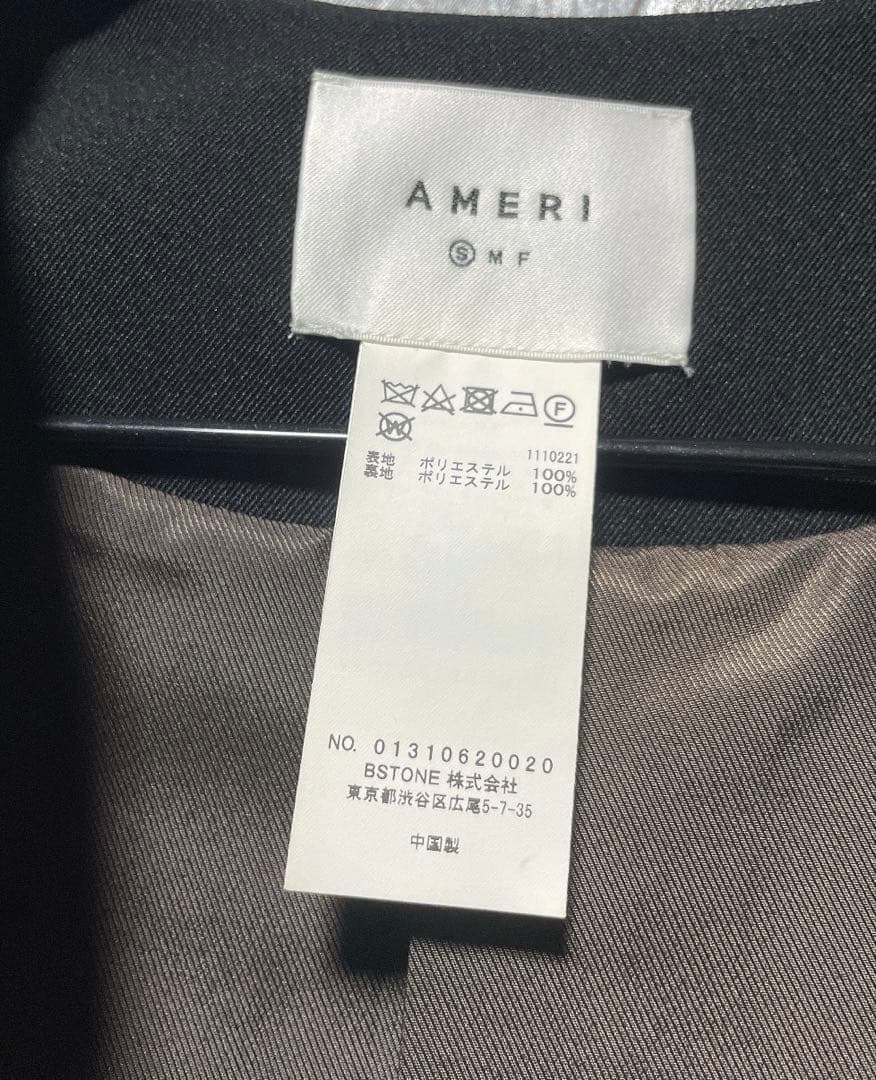 AMERI
Ⓢ M F
F
W
1110221
表地 ポリエステル 100%
裏地 ポリエステル 100%
NO. 01310620020
BSTONE 株式会社
東京都渋谷区広尾5-7-35
中国製